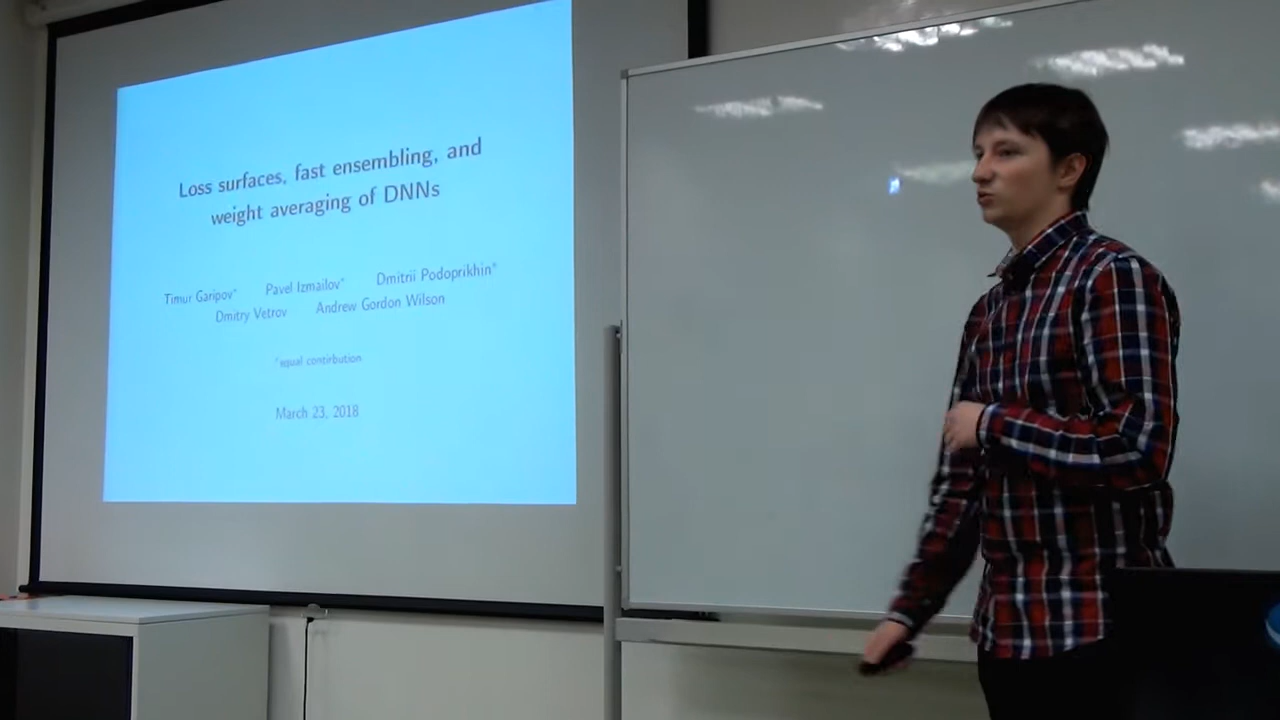 Loss surfaces, fast ensembling, and
weight averaging of DNNs
Timur Garipov* Pavel Izmailov* Dmitrii Podoprikhin*
Dmitry Vetrov Andrew Gordon Wilson
*equal contirbution
March 23, 2018